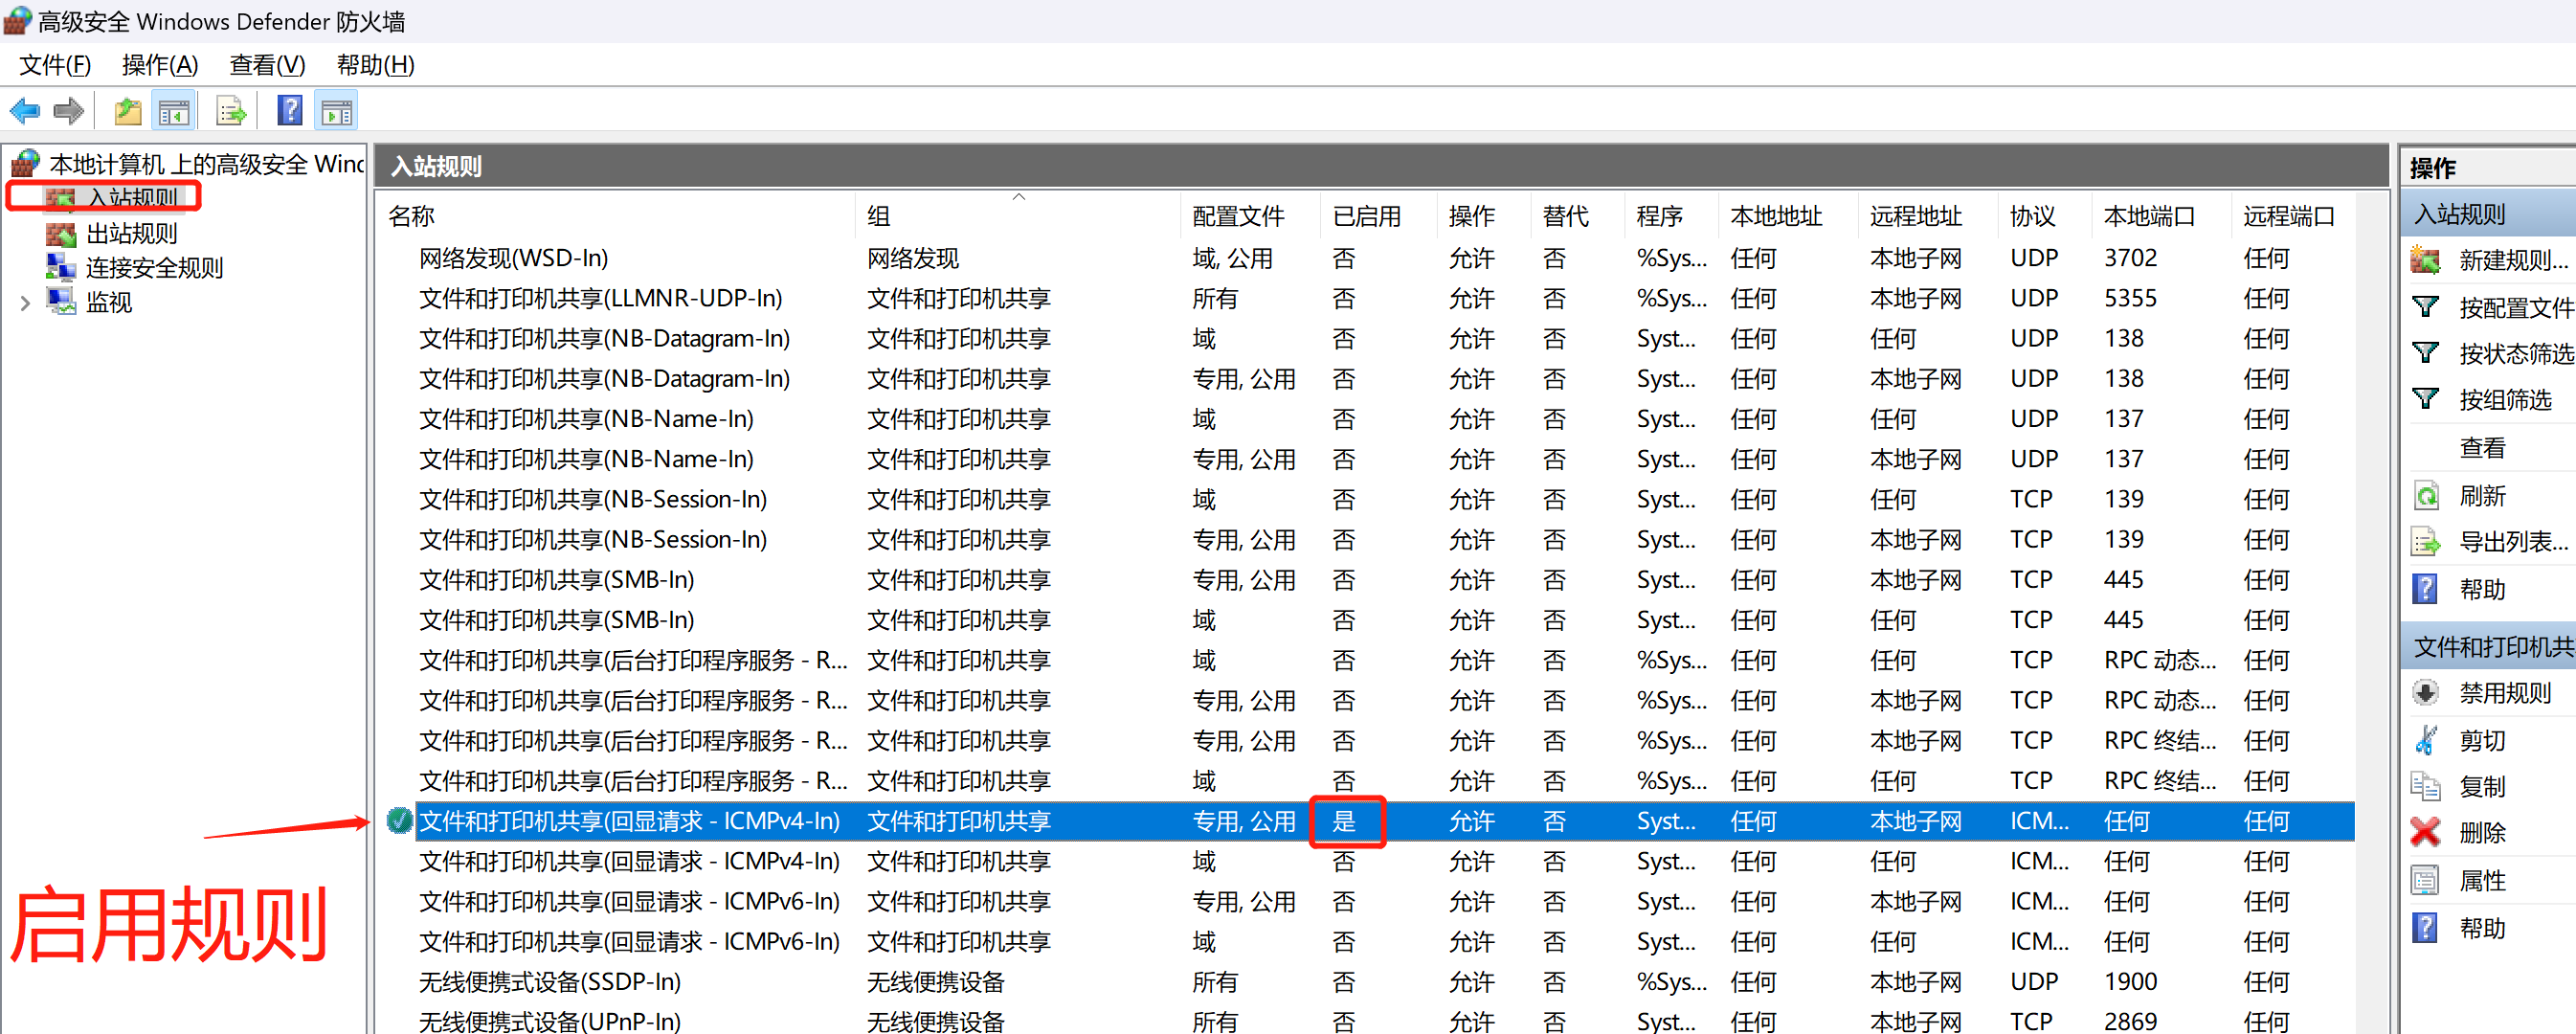 高级安全 Windows Defender 防火墙
文件(F) 操作(A) 查看(V) 帮助(H)
本地计算机 上的高级安全 Wind
入站规则
出站规则
连接安全规则
监视
入站规则
名称 组 配置文件 已启用 操作 替代 程序 本地地址 远程地址 协议 本地端口 远程端口
网络发现(WSD-In) 网络发现 域, 公用 否 允许 否 %Sys... 任何 本地子网 UDP 3702 任何
文件和打印机共享(LLMNR-UDP-In) 文件和打印机共享 所有 否 允许 否 %Sys... 任何 本地子网 UDP 5355 任何
文件和打印机共享(NB-Datagram-In) 文件和打印机共享 域 否 允许 否 Syst... 任何 任何 UDP 138 任何
文件和打印机共享(NB-Datagram-In) 文件和打印机共享 专用, 公用 否 允许 否 Syst... 任何 本地子网 UDP 138 任何
文件和打印机共享(NB-Name-In) 文件和打印机共享 域 否 允许 否 Syst... 任何 任何 UDP 137 任何
文件和打印机共享(NB-Name-In) 文件和打印机共享 专用, 公用 否 允许 否 Syst... 任何 本地子网 UDP 137 任何
文件和打印机共享(NB-Session-In) 文件和打印机共享 域 否 允许 否 Syst... 任何 任何 TCP 139 任何
文件和打印机共享(NB-Session-In) 文件和打印机共享 专用, 公用 否 允许 否 Syst... 任何 本地子网 TCP 139 任何
文件和打印机共享(SMB-In) 文件和打印机共享 专用, 公用 否 允许 否 Syst... 任何 本地子网 TCP 445 任何
文件和打印机共享(SMB-In) 文件和打印机共享 域 否 允许 否 Syst... 任何 任何 TCP 445 任何
文件和打印机共享(后台打印程序服务 - R... 文件和打印机共享 域 否 允许 否 %Sys... 任何 任何 TCP RPC 动态... 任何
文件和打印机共享(后台打印程序服务 - R... 文件和打印机共享 专用, 公用 否 允许 否 %Sys... 任何 本地子网 TCP RPC 动态... 任何
文件和打印机共享(后台打印程序服务 - R... 文件和打印机共享 专用, 公用 否 允许 否 %Sys... 任何 本地子网 TCP RPC 终结... 任何
文件和打印机共享(后台打印程序服务 - R... 文件和打印机共享 域 否 允许 否 %Sys... 任何 任何 TCP RPC 终结... 任何
文件和打印机共享(回显请求 - ICMPv4-In) 文件和打印机共享 专用, 公用 是 允许 否 Syst... 任何 本地子网 ICM... 任何 任何
文件和打印机共享(回显请求 - ICMPv4-In) 文件和打印机共享 域 否 允许 否 Syst... 任何 任何 ICM... 任何 任何
文件和打印机共享(回显请求 - ICMPv6-In) 文件和打印机共享 专用, 公用 否 允许 否 Syst... 任何 本地子网 ICM... 任何 任何
文件和打印机共享(回显请求 - ICMPv6-In) 文件和打印机共享 域 否 允许 否 Syst... 任何 任何 ICM... 任何 任何
无线便携式设备(SSDP-In) 无线便携设备 所有 否 允许 否 %Sys... 任何 本地子网 UDP 1900 任何
无线便携式设备(UPnP-In) 无线便携设备 所有 否 允许 否 Syst... 任何 本地子网 TCP 2869 任何
启用规则
操作
入站规则
新建规则...
按配置文件
按状态筛选
按组筛选
查看
刷新
导出列表...
帮助
文件和打印机共
禁用规则
剪切
复制
删除
属性
帮助